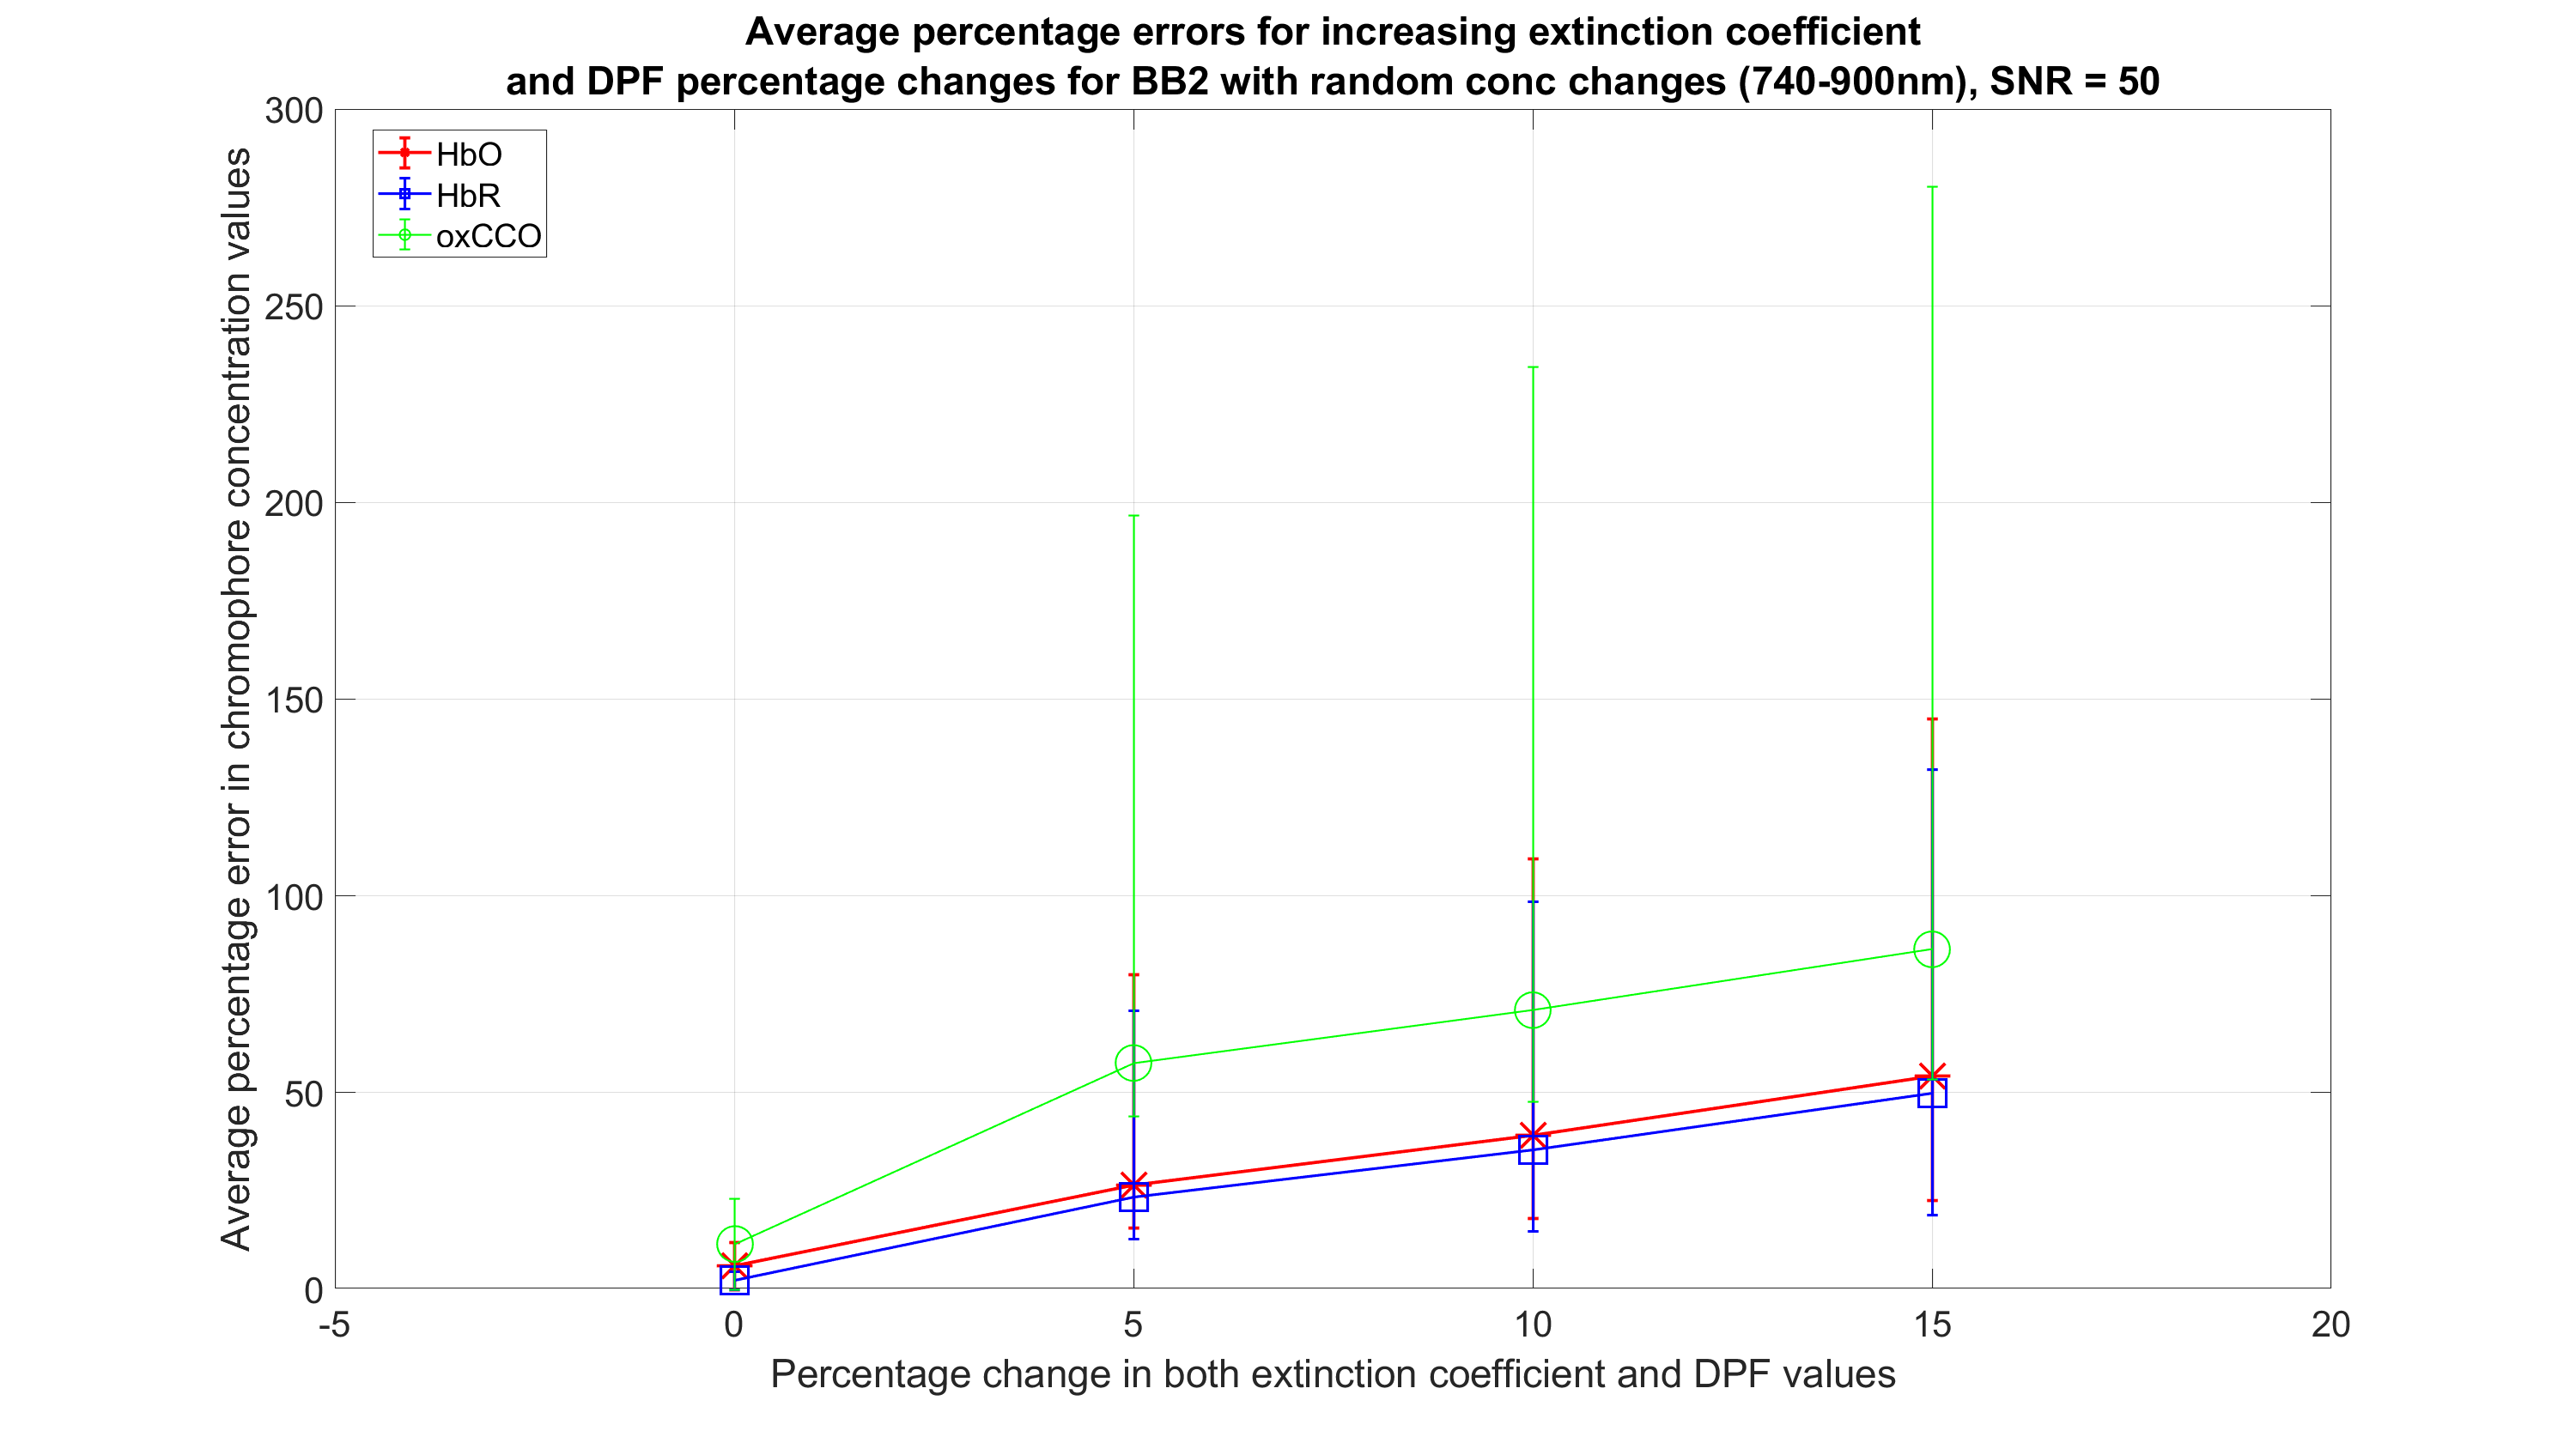 Average percentage errors for increasing extinction coefficient
and DPF percentage changes for BB2 with random conc changes (740-900nm), SNR = 50
Average percentage error in chromophore concentration values
300
250
200
150
100
50
0
HbO
HbR
oxCCO
-5
0
5
10
15
20
Percentage change in both extinction coefficient and DPF values